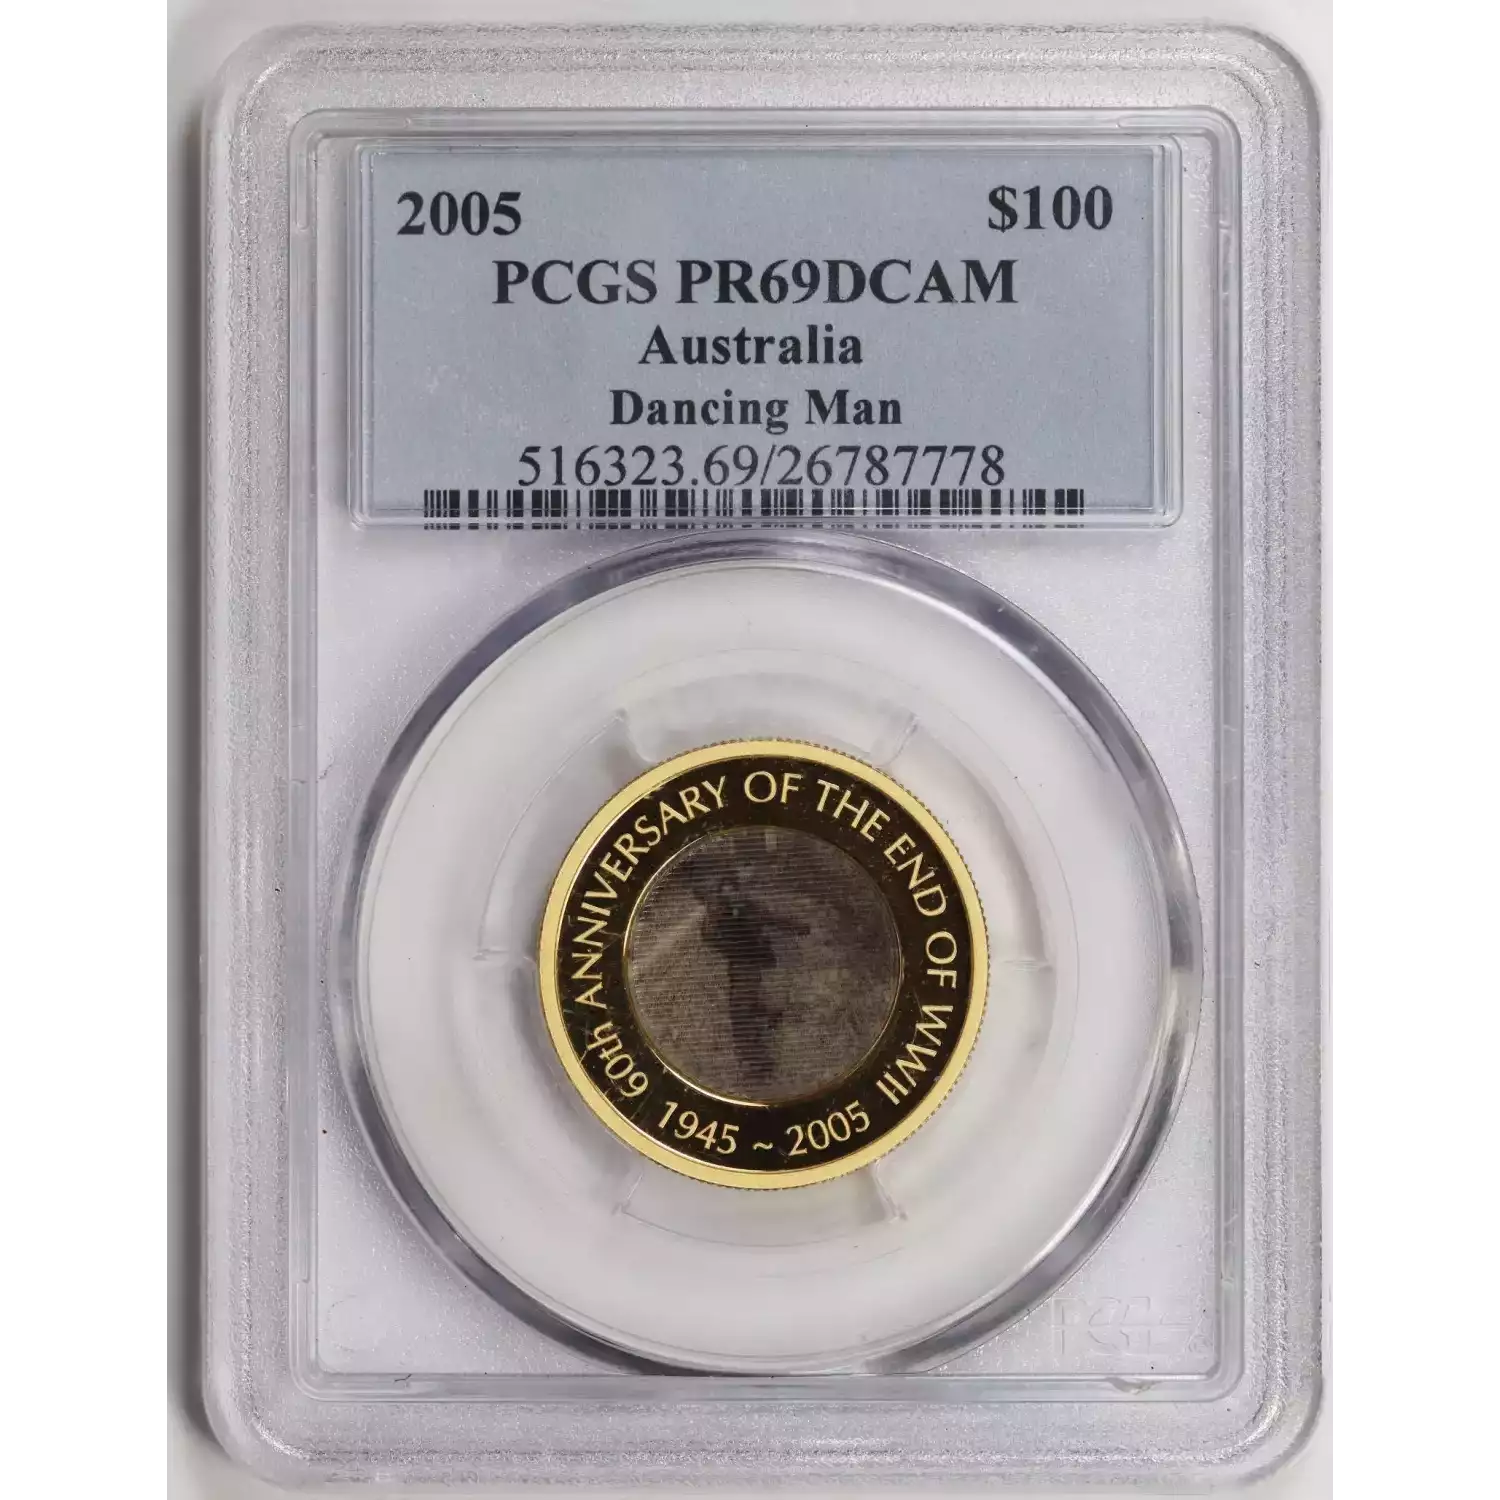 2005 $100
PCGS PR69DCAM
Australia
Dancing Man
516323.69/26787778
60th ANNIVERSARY OF THE END OF WWII
1945 ~ 2005
PCGS